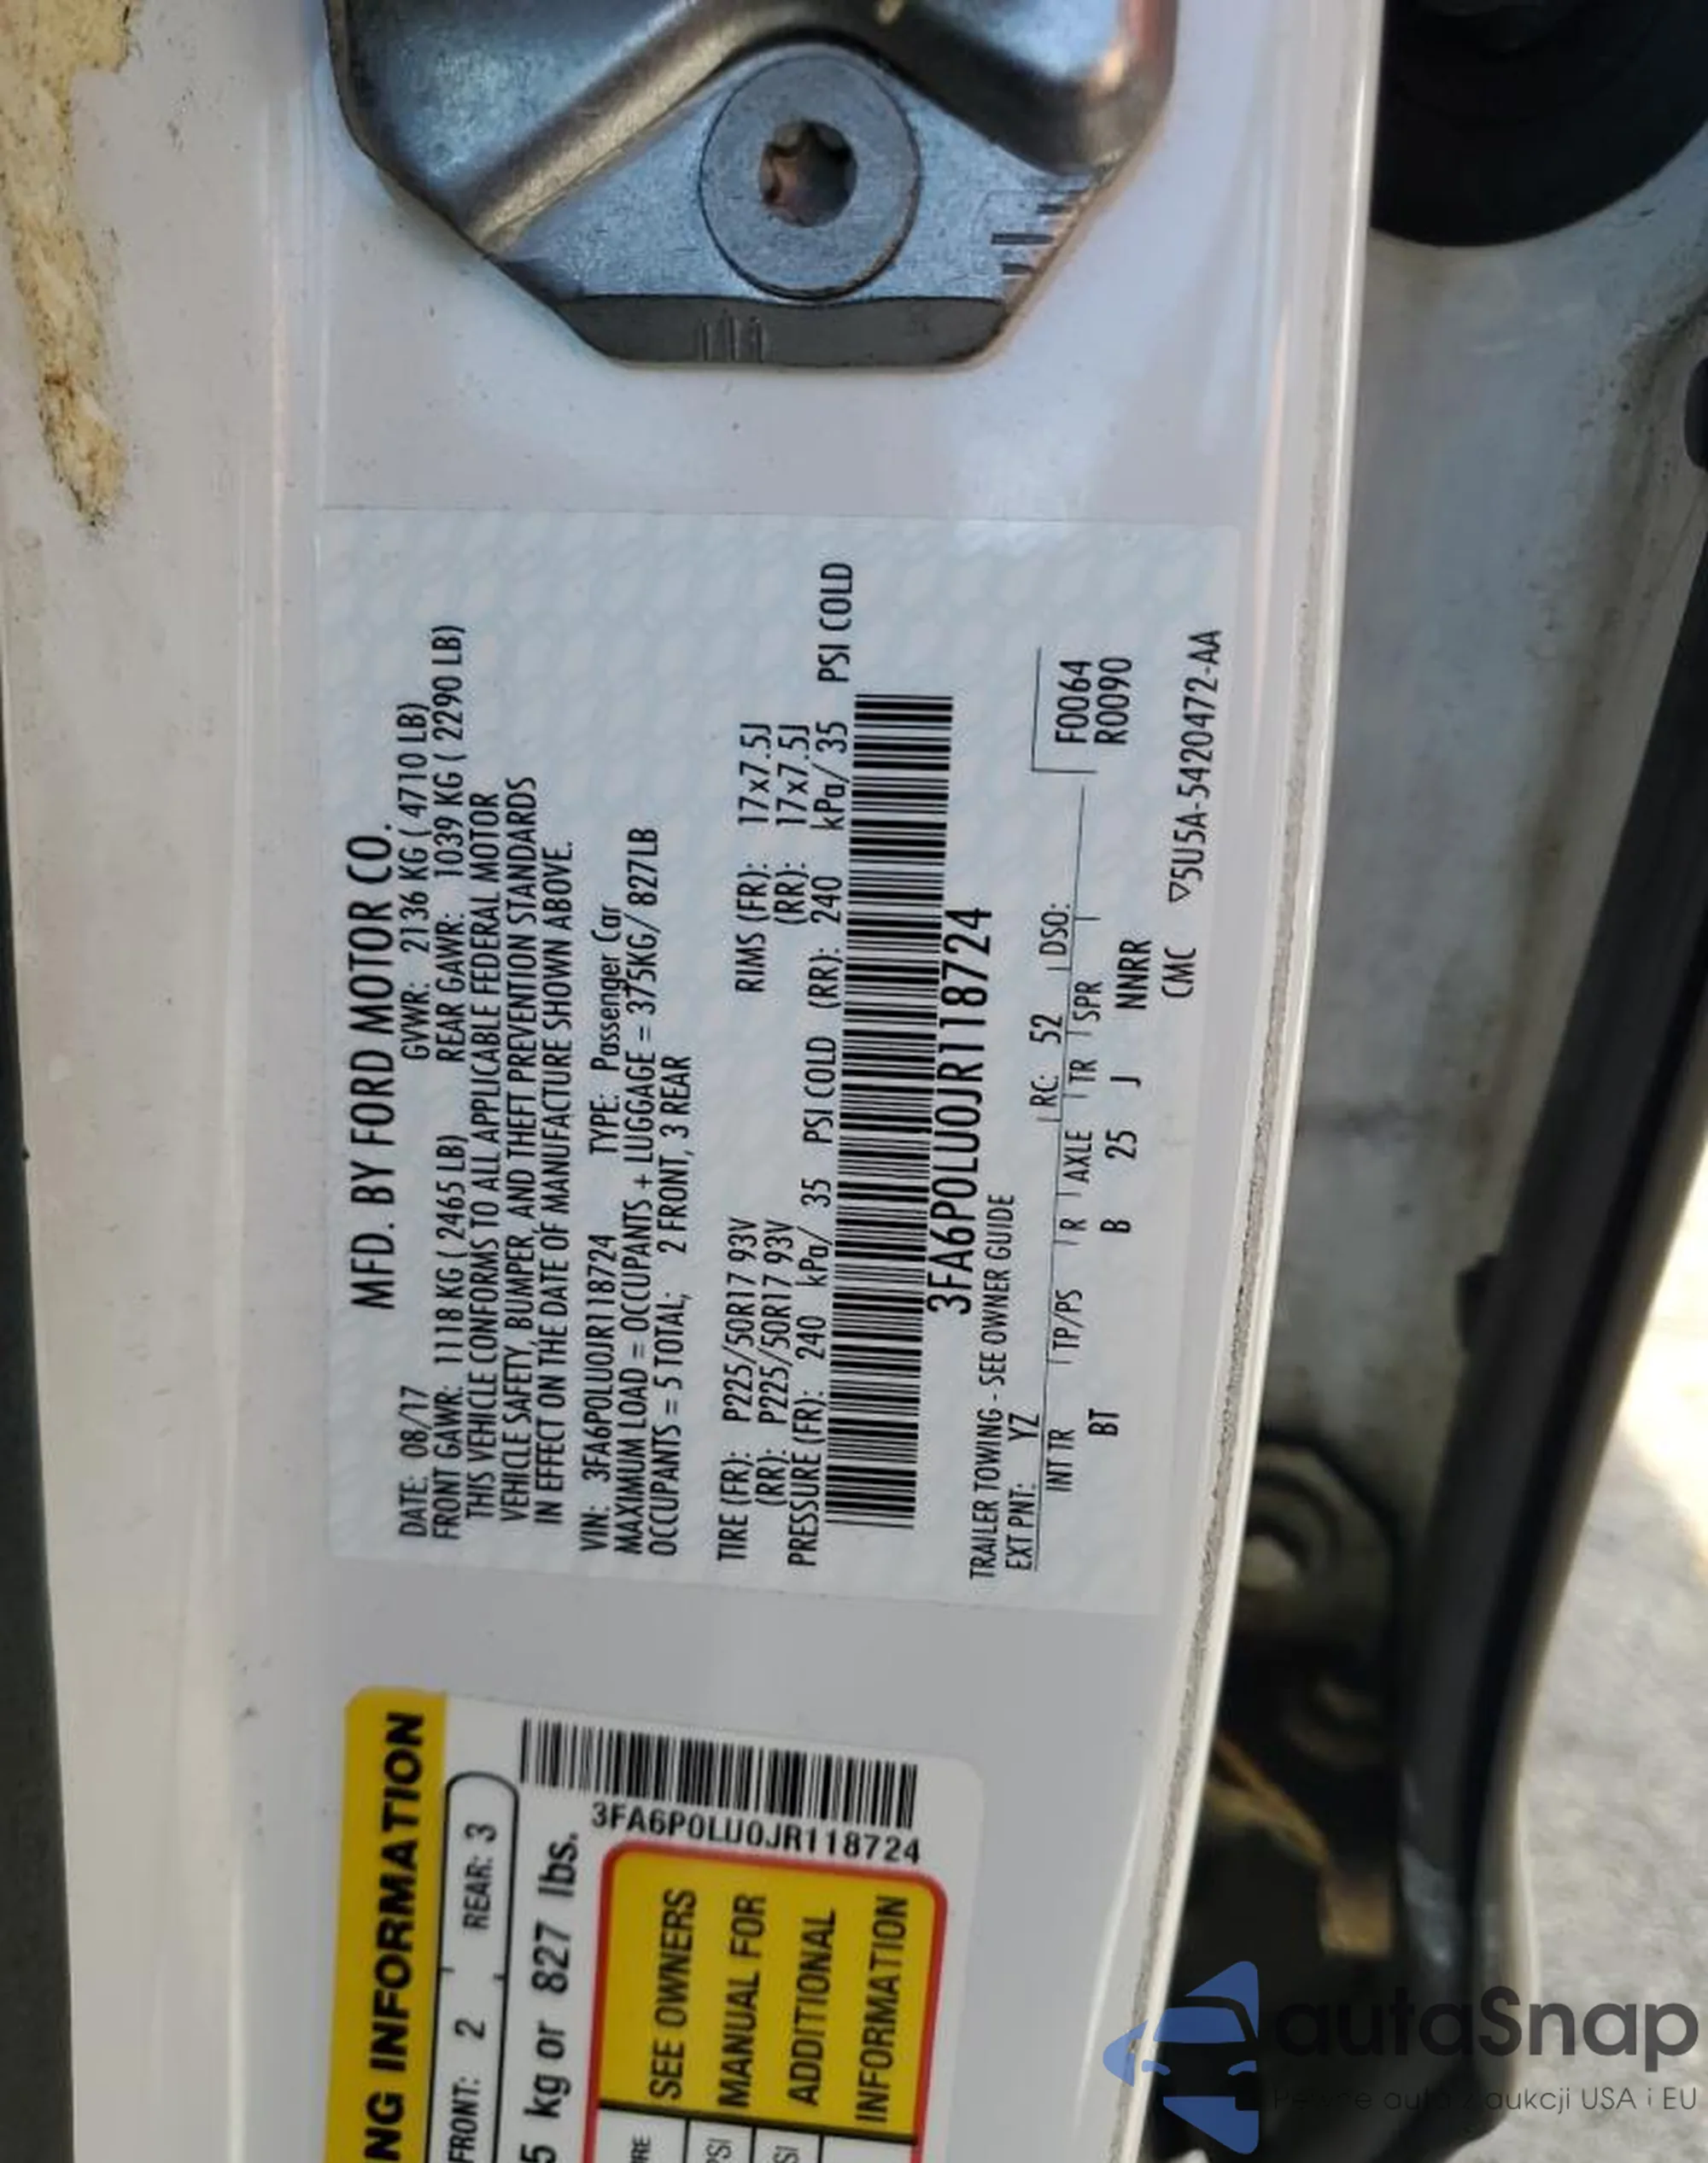 MFD. BY FORD MOTOR CO.
DATE: 08/17 GVWR: 2136 KG ( 4710 LB)
FRONT GAWR: 1118 KG ( 2465 LB) REAR GAWR: 1039 KG ( 2290 LB)
THIS VEHICLE CONFORMS TO ALL APPLICABLE FEDERAL MOTOR
VEHICLE SAFETY, BUMPER, AND THEFT PREVENTION STANDARDS
IN EFFECT ON THE DATE OF MANUFACTURE SHOWN ABOVE.
VIN: 3FA6P0LU0JR118724 TYPE: Passenger Car
MAXIMUM LOAD = OCCUPANTS + LUGGAGE = 375KG/ 827LB
OCCUPANTS = 5 TOTAL; 2 FRONT, 3 REAR
TIRE (FR): P225/50R17 93V RIMS (FR): 17x7.5J
(RR): P225/50R17 93V (RR): 17x7.5J
PRESSURE (FR): 240 kPa/ 35 PSI COLD (RR): 240 kPa/ 35 PSI COLD
3FA6P0LU0JR118724
TRAILER TOWING - SEE OWNER GUIDE
EXT PNT: YZ RC: 52 DSO:
INT TR TP/PS R AXLE TR SPR
BT B 25 J NNRR
F0064
R0090
CMC ▽5U5A-5420472-AA
NG INFORMATION
FRONT: 2 REAR: 3
5 kg or 827 lbs.
3FA6P0LU0JR118724
SEE OWNERS
MANUAL FOR
ADDITIONAL
INFORMATION
autaSnap
Pewne auta z aukcji USA i EU